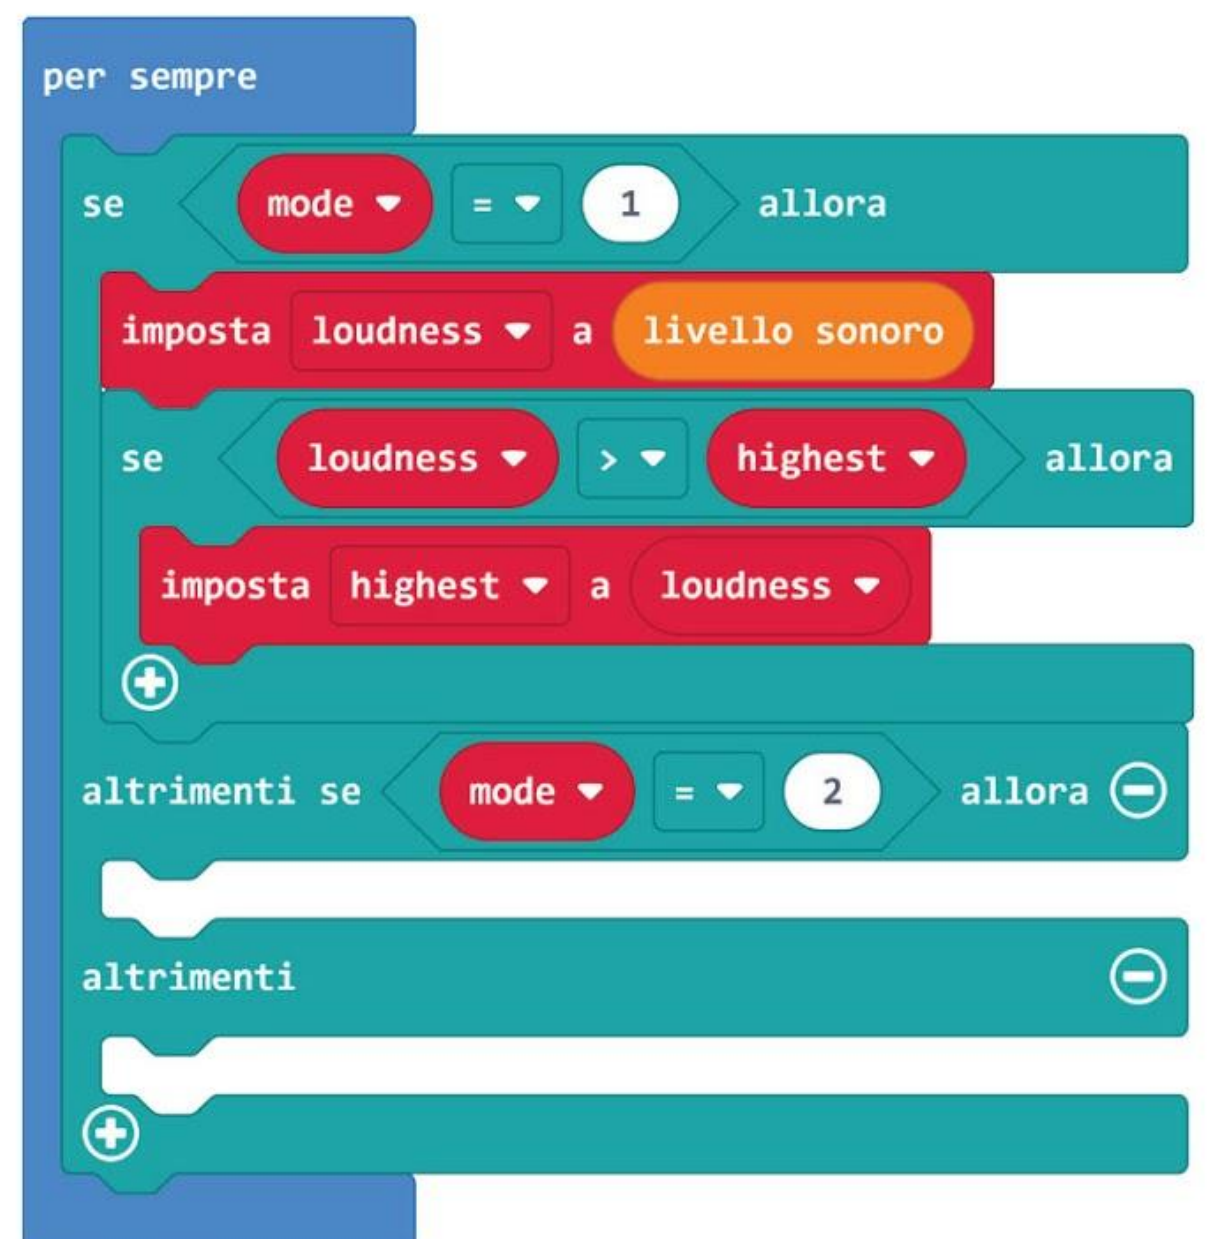 per sempre
se mode = 1 allora
imposta loudness a livello sonoro
se loudness > highest allora
imposta highest a loudness
altrimenti se mode = 2 allora
altrimenti